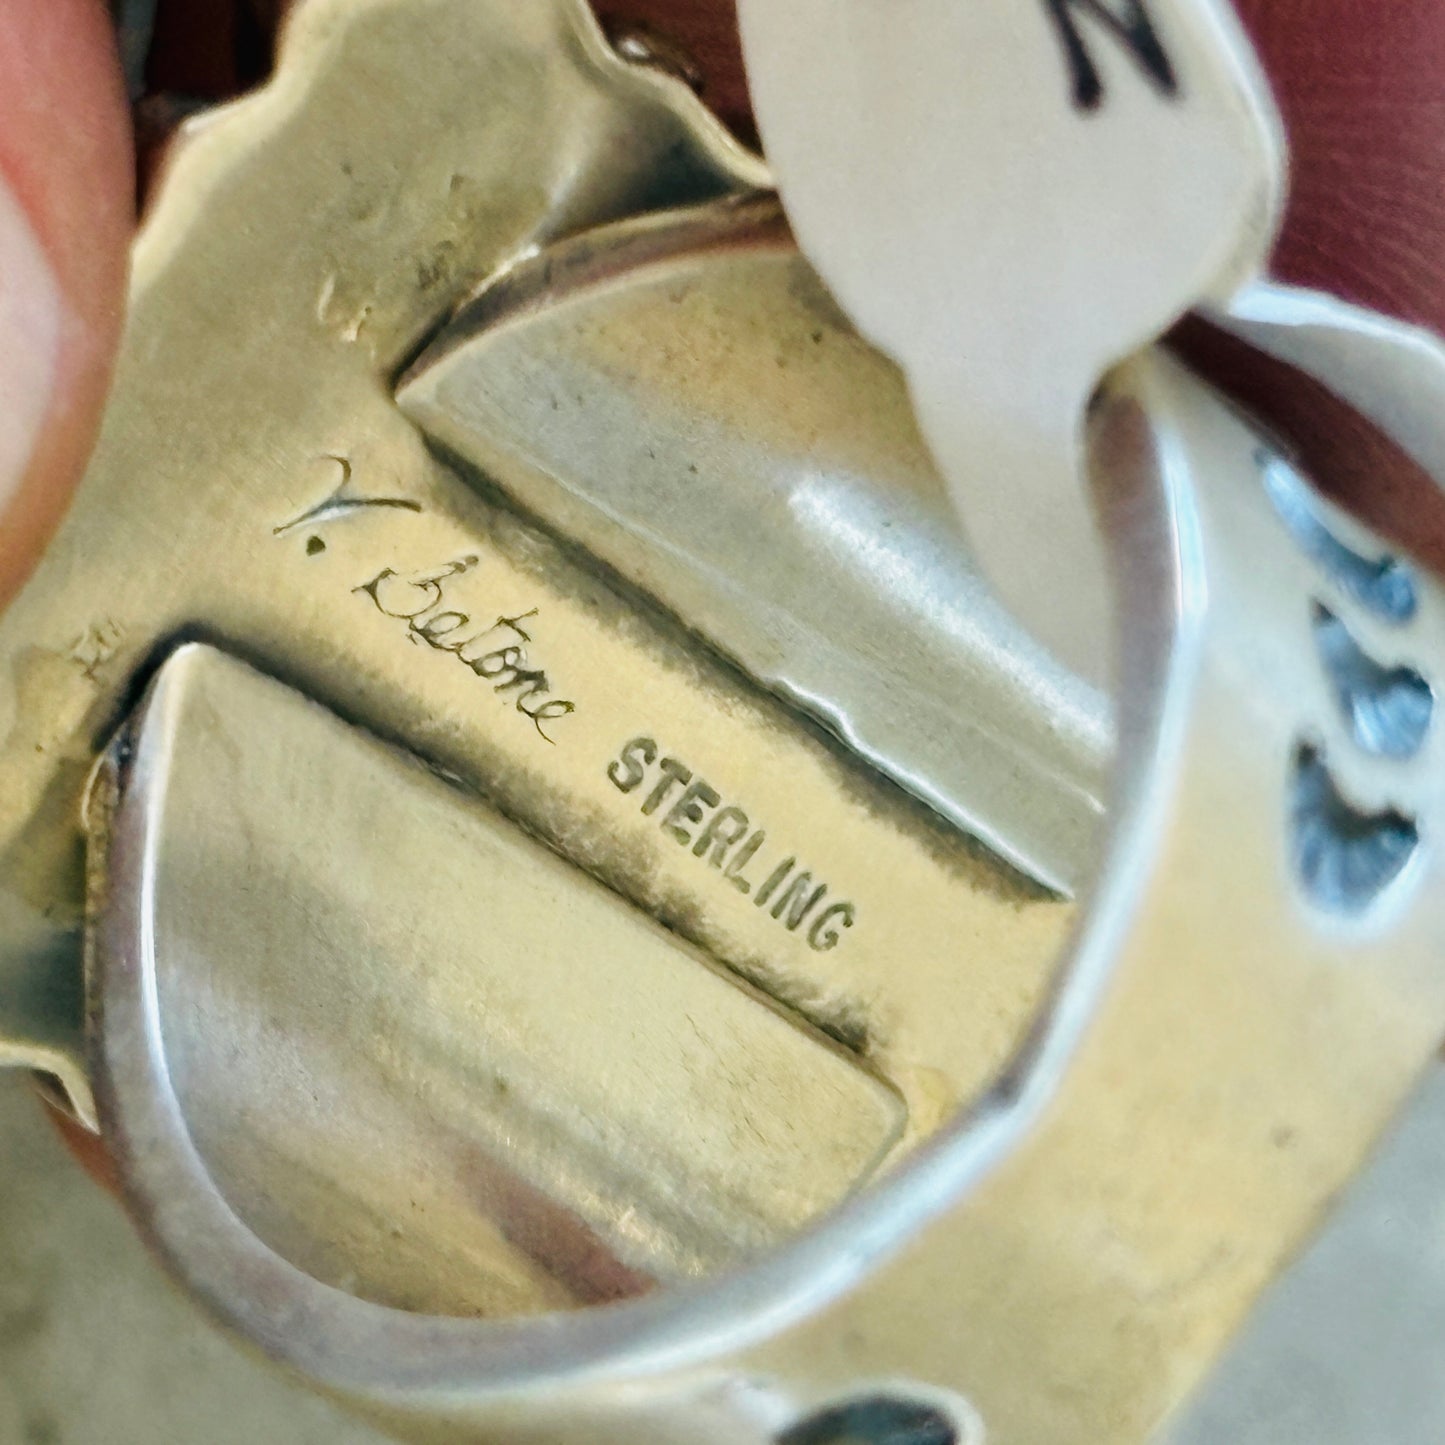 Y. Betone
STERLING
N